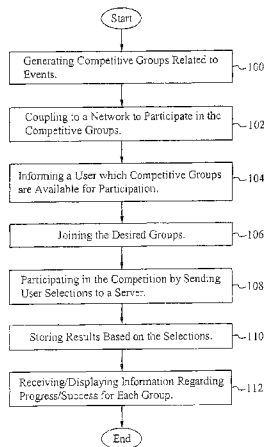 Start
Generating Competitive Groups Related to
Events.
100
Coupling to a Network to Participate in the
Competitive Groups.
102
Informing a User which Competitive Groups
are Available for Participation.
104
Joining the Desired Groups.
106
Participating in the Competition by Sending
User Selections to a Server.
108
Storing Results Based on the Selections.
110
Receiving/Displaying Information Regarding
Progress/Success for Each Group.
112
End